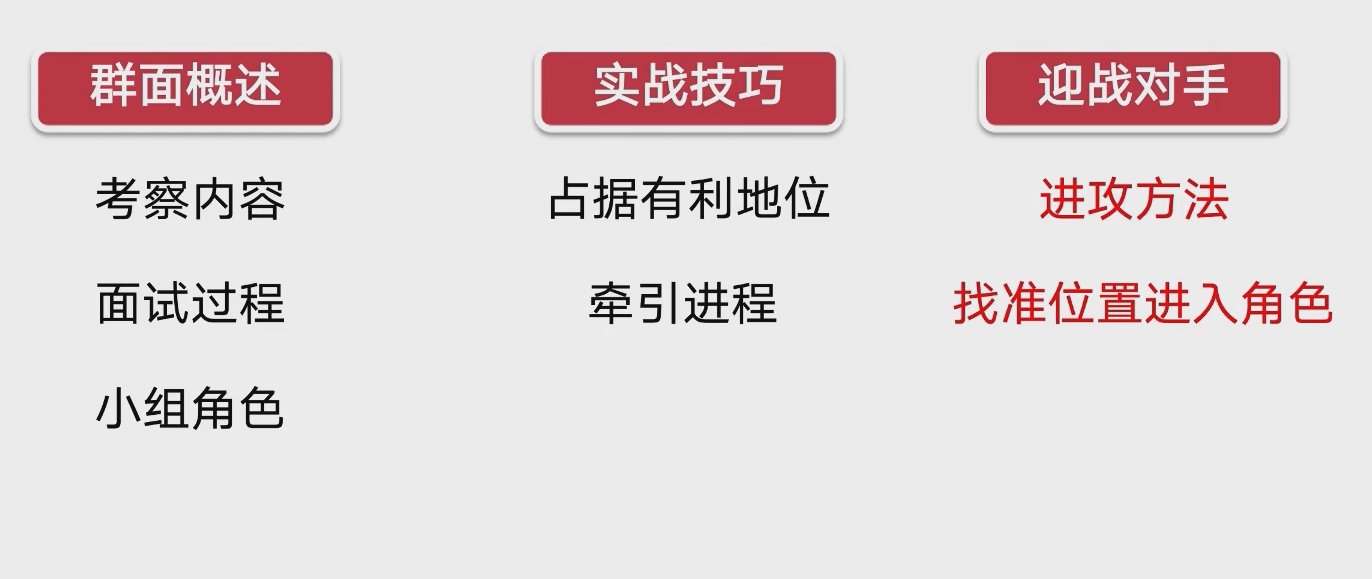 群面概述
考察内容
面试过程
小组角色
实战技巧
占据有利地位
牵引进程
迎战对手
进攻方法
找准位置进入角色